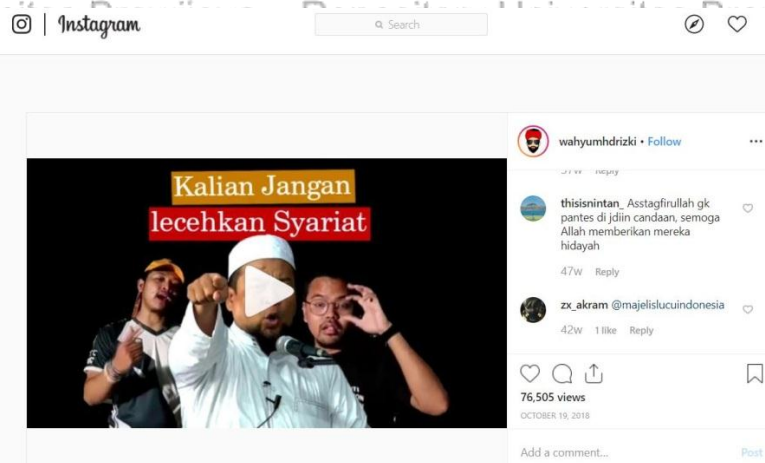 Instagram
Search
Kalian Jangan
lecehkan Syariat
wahyumhdrizki • Follow
Reply
thisisnintan_ Asstagfirullah gk
pantes di jdiin candaan, semoga
Allah memberikan mereka
hidayah
47w Reply
zx_akram @majelislucuindonesia
42w 1 like Reply
76,505 views
OCTOBER 19, 2018
Add a comment...
Post